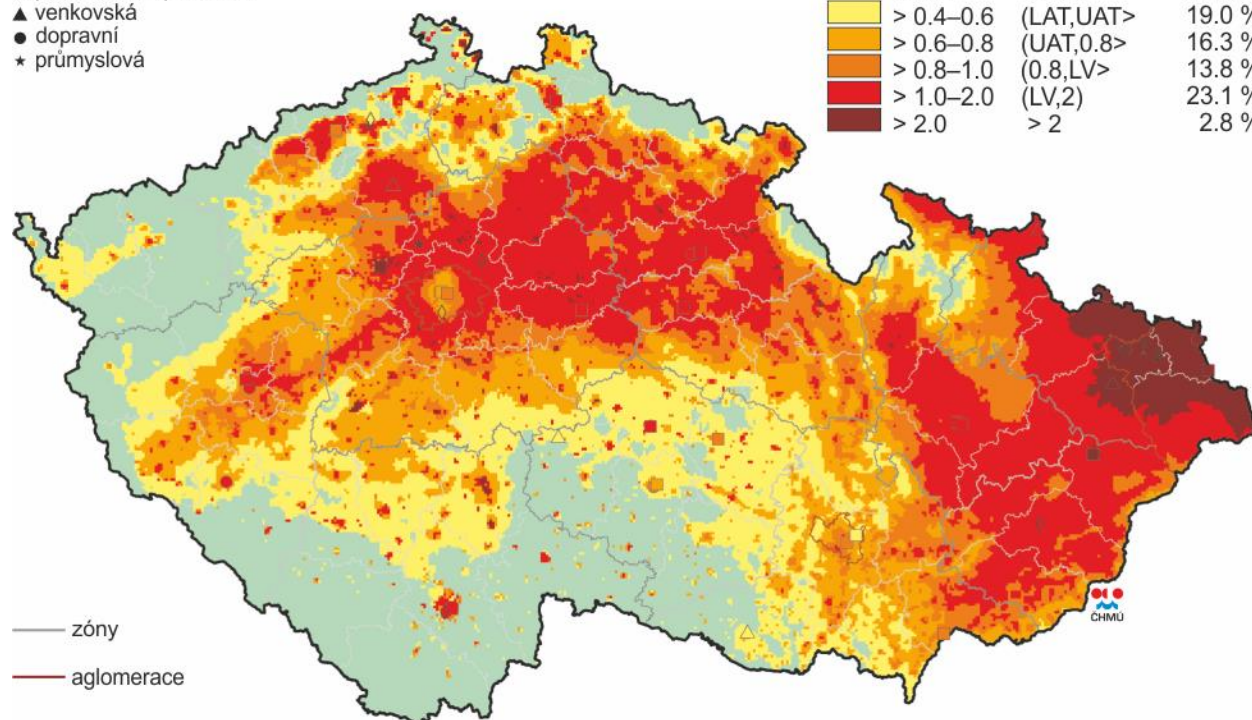 ▲ venkovská
● dopravní
★ průmyslová
> 0.4–0.6 (LAT,UAT> 19.0 %
> 0.6–0.8 (UAT,0.8> 16.3 %
> 0.8–1.0 (0.8,LV> 13.8 %
> 1.0–2.0 (LV,2) 23.1 %
> 2.0 > 2 2.8 %
ČHMÚ
zóny
aglomerace